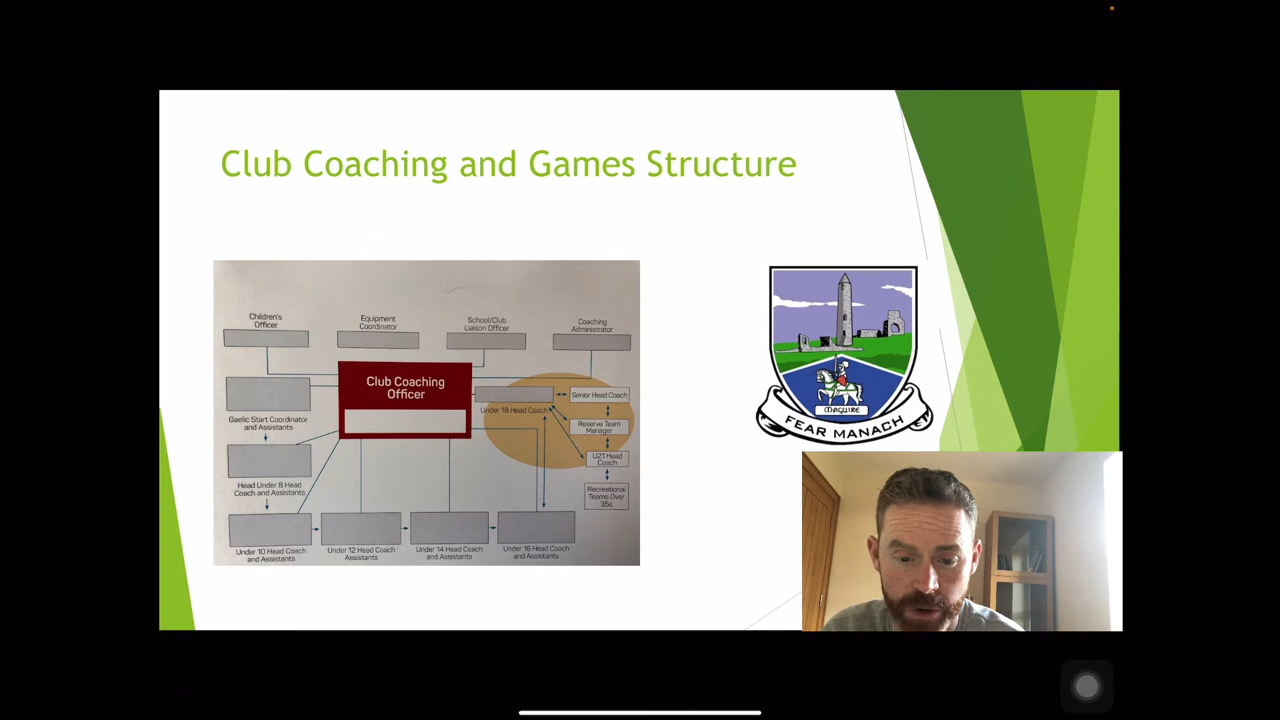 Club Coaching and Games Structure
Children's
Officer
Equipment
Coordinator
School/Club
Liaison Officer
Coaching
Administrator
Club Coaching
Officer
Under 18 Head Coach
Senior Head Coach
Reserve Team
Manager
U21 Head
Coach
Recreational
Teams Over
35s
Gaelic Start Coordinator
and Assistants
Head Under 8 Head
Coach and Assistants
Under 10 Head Coach
and Assistants
Under 12 Head Coach
Assistants
Under 14 Head Coach
and Assistants
Under 16 Head Coach
and Assistants
MAGUIRE
FEAR MANACH